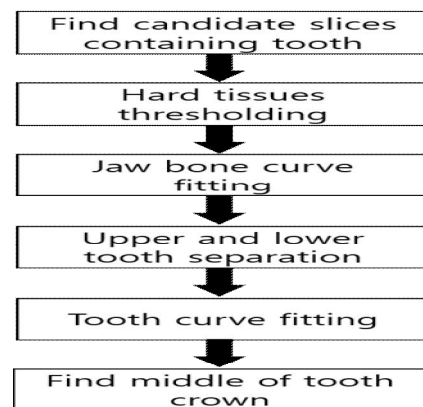 Find candidate slices
containing tooth
Hard tissues
thresholding
Jaw bone curve
fitting
Upper and lower
tooth separation
Tooth curve fitting
Find middle of tooth
crown